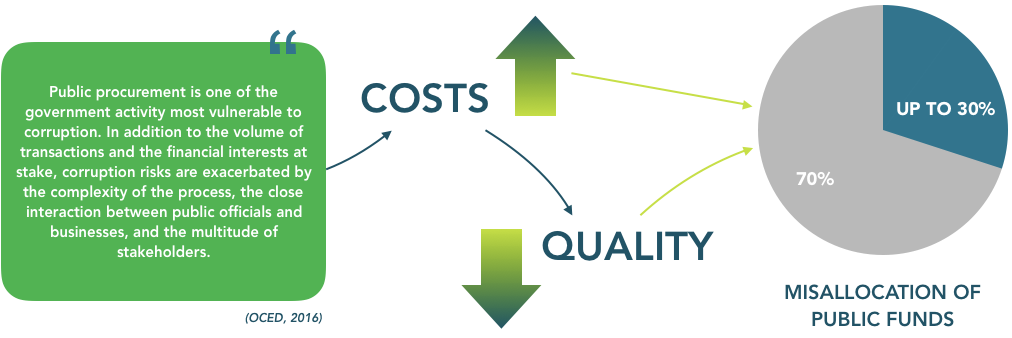 “
Public procurement is one of the
government activity most vulnerable to
corruption. In addition to the volume of
transactions and the financial interests at
stake, corruption risks are exacerbated by
the complexity of the process, the close
interaction between public officials and
businesses, and the multitude of
stakeholders.
(OCED, 2016)
COSTS
QUALITY
UP TO 30%
70%
MISALLOCATION OF
PUBLIC FUNDS